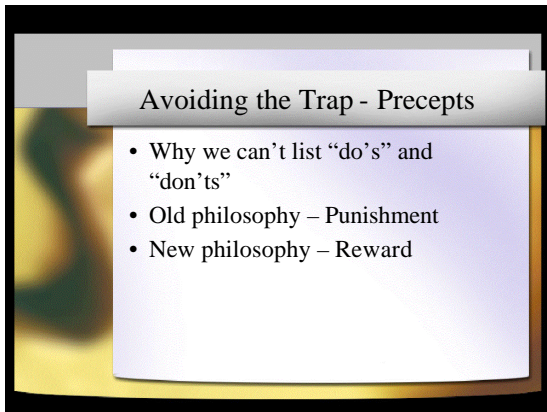 Avoiding the Trap - Precepts
• Why we can't list “do's” and
“don'ts”
• Old philosophy – Punishment
• New philosophy – Reward